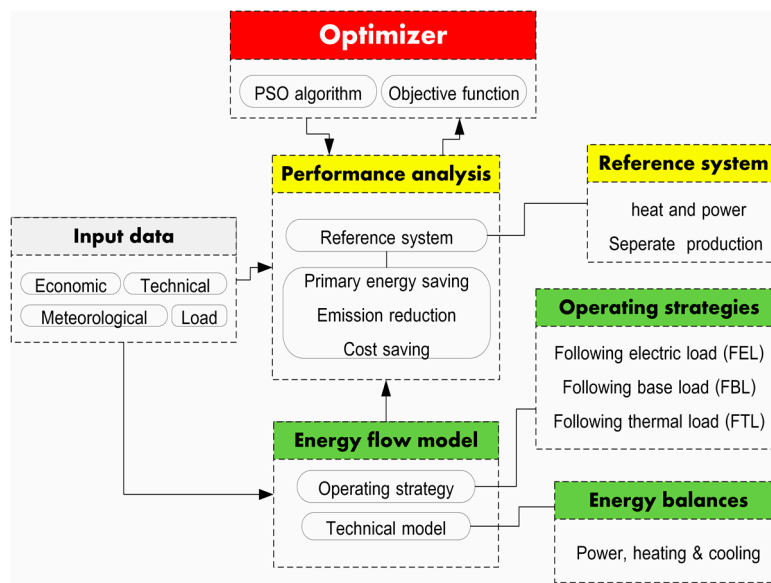 Optimizer
PSO algorithm
Objective function
Performance analysis
Reference system
Primary energy saving
Emission reduction
Cost saving
Reference system
heat and power
Seperate production
Input data
Economic
Technical
Meteorological
Load
Operating strategies
Following electric load (FEL)
Following base load (FBL)
Following thermal load (FTL)
Energy flow model
Operating strategy
Technical model
Energy balances
Power, heating & cooling